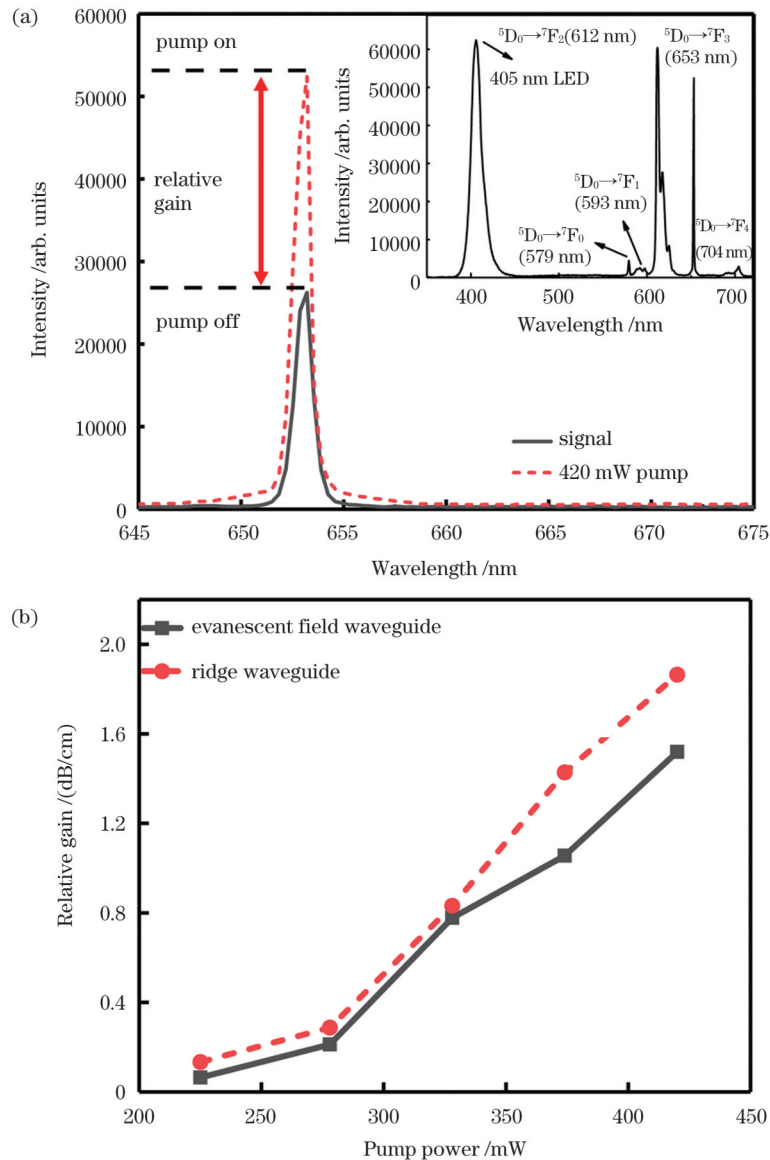 (a)
pump on
relative
gain
pump off
60000
50000
40000
30000
20000
10000
0
Intensity /arb. units
645
650
655
660
665
670
675
Wavelength /nm
signal
420 mW pump
⁵D₀→⁷F₂(612 nm)
405 nm LED
⁵D₀→⁷F₃
(653 nm)
⁵D₀→⁷F₁
(593 nm)
⁵D₀→⁷F₀
(579 nm)
⁵D₀→⁷F₄
(704 nm)
60000
50000
40000
30000
20000
10000
0
Intensity /arb. units
400
500
600
700
Wavelength /nm
(b)
evanescent field waveguide
ridge waveguide
2.0
1.6
1.2
0.8
0.4
0
Relative gain /(dB/cm)
200
250
300
350
400
450
Pump power /mW